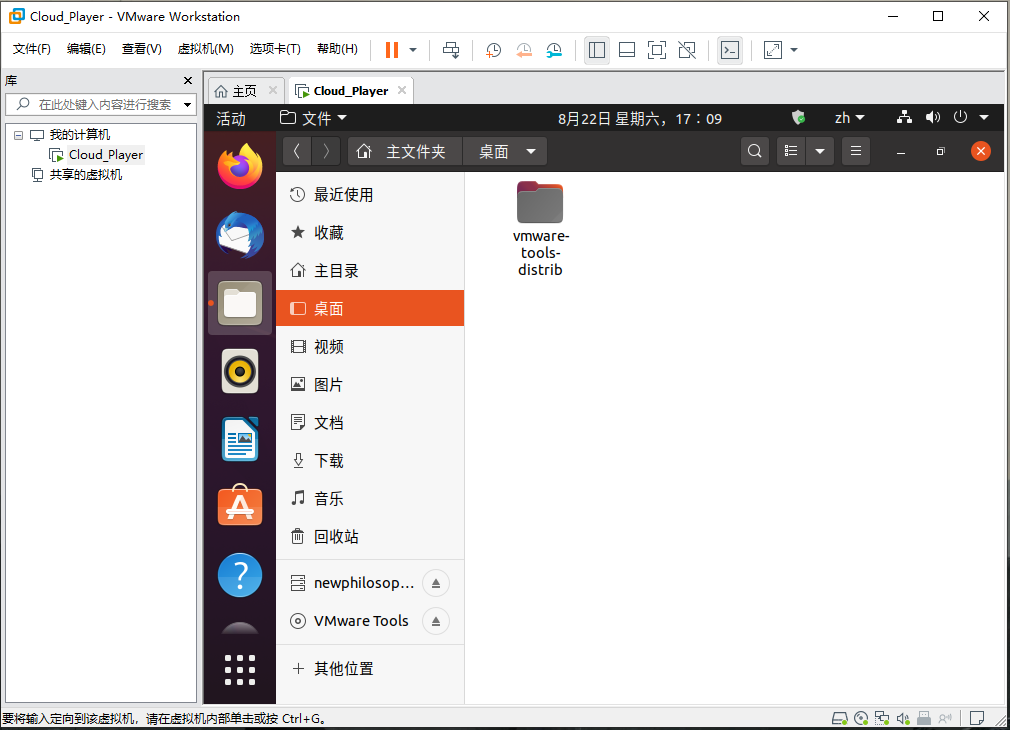 Cloud_Player - VMware Workstation
文件(F) 编辑(E) 查看(V) 虚拟机(M) 选项卡(T) 帮助(H)
库
在此处键入内容进行搜索
我的计算机
Cloud_Player
共享的虚拟机
主页 Cloud_Player
活动 文件 8月22日 星期六，17：09 zh
主文件夹 桌面
最近使用
收藏
主目录
桌面
视频
图片
文档
下载
音乐
回收站
newphilosop...
VMware Tools
其他位置
vmware-
tools-
distrib
要将输入定向到该虚拟机，请在虚拟机内部单击或按 Ctrl+G。